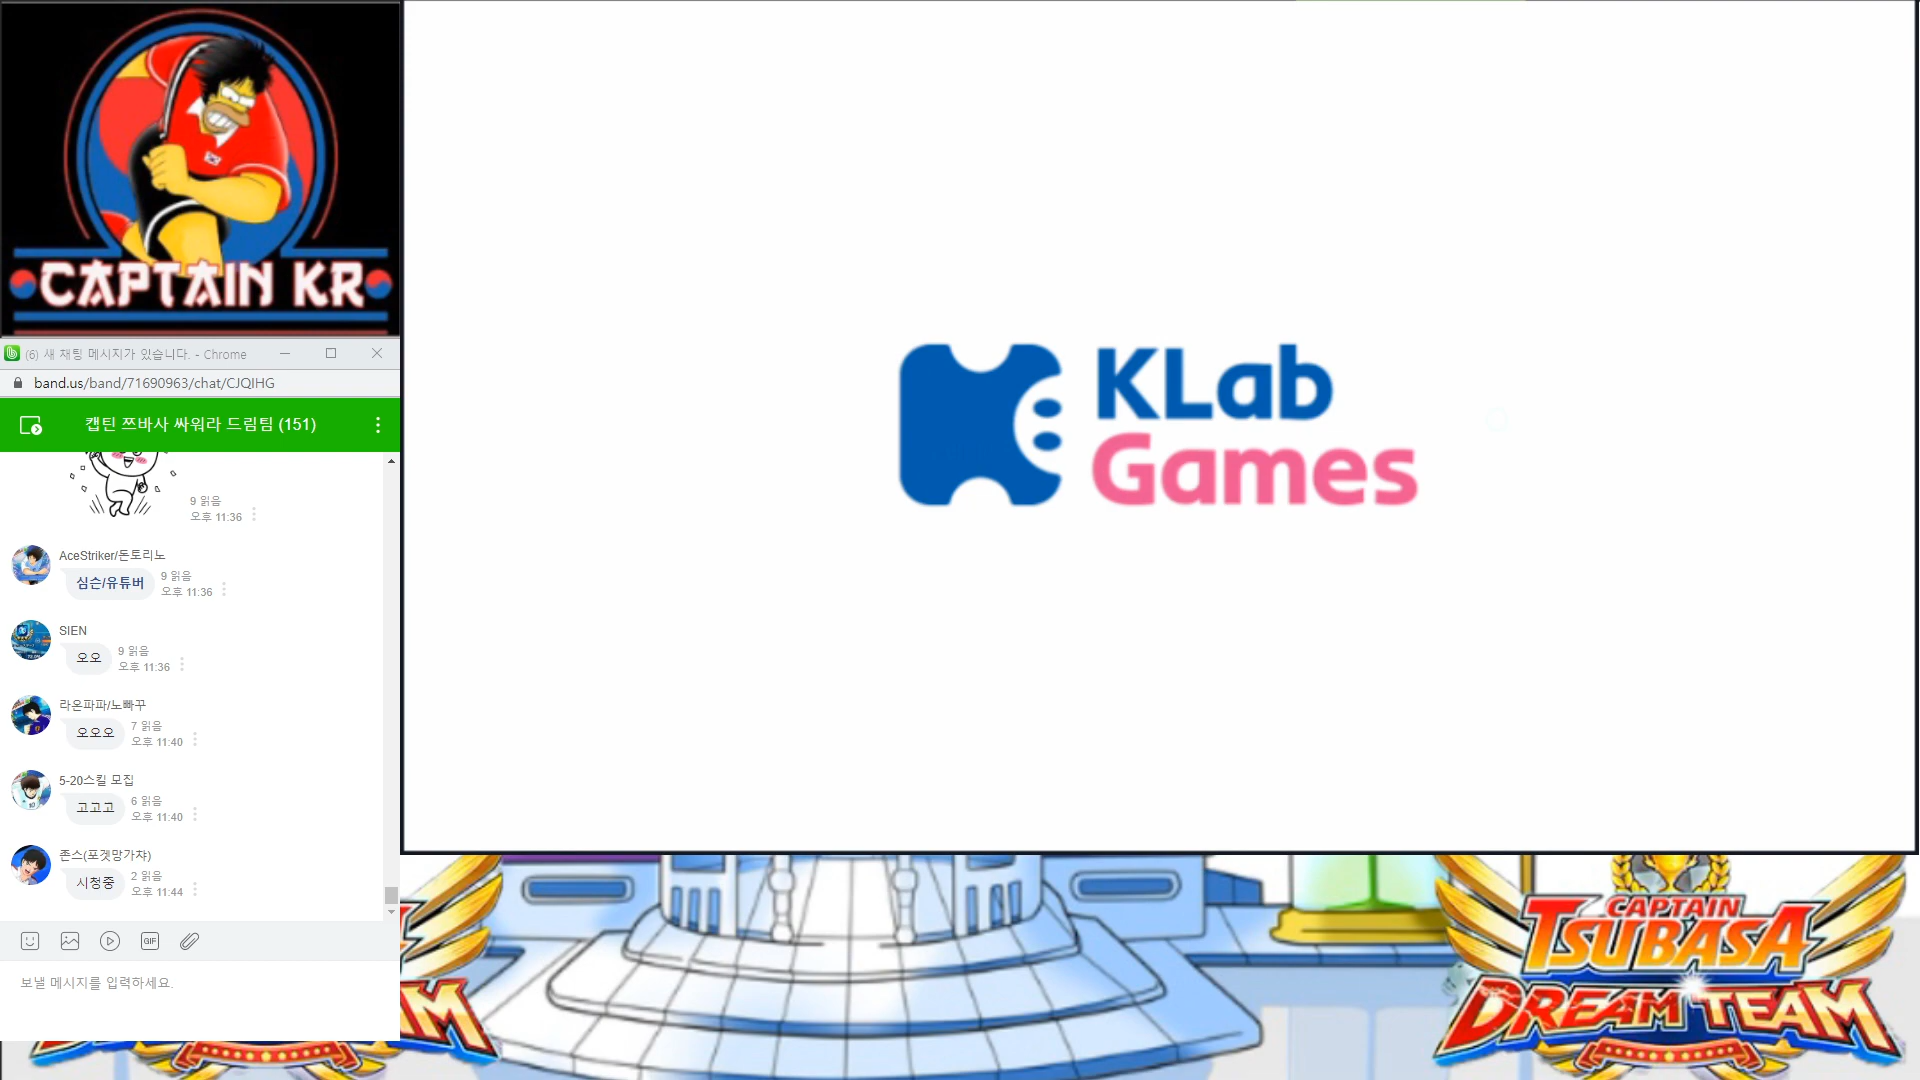 CAPTAIN KR
(6) 새 채팅 메시지가 있습니다. - Chrome
band.us/band/71690963/chat/CJQIHG
캡틴 쯔바사 싸워라 드림팀 (151)
9 읽음
오후 11:36
AceStriker/돈토리노
심슨/유튜버
9 읽음
오후 11:36
SIEN
오오
9 읽음
오후 11:36
라온파파/노빠꾸
오오오
7 읽음
오후 11:40
5-20스킬 모집
고고고
6 읽음
오후 11:40
존스(포겟망가챠)
시청중
2 읽음
오후 11:44
GIF
보낼 메시지를 입력하세요.
KLab
Games
CAPTAIN
TSUBASA
DREAM TEAM
AM